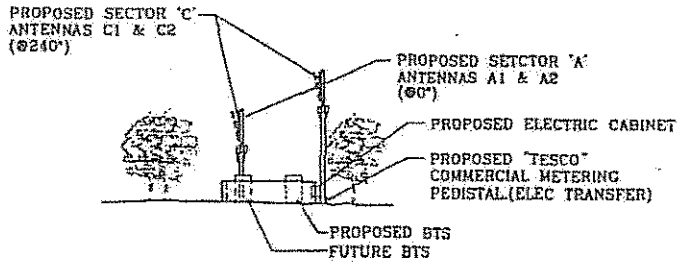 PROPOSED SECTOR 'C'
ANTENNAS C1 & C2
(@240°)
PROPOSED SETCTOR 'A'
ANTENNAS A1 & A2
(@0°)
PROPOSED ELECTRIC CABINET
PROPOSED "TESCO"
COMMERCIAL METERING
PEDISTAL.(ELEC TRANSFER)
PROPOSED BTS
FUTURE BTS